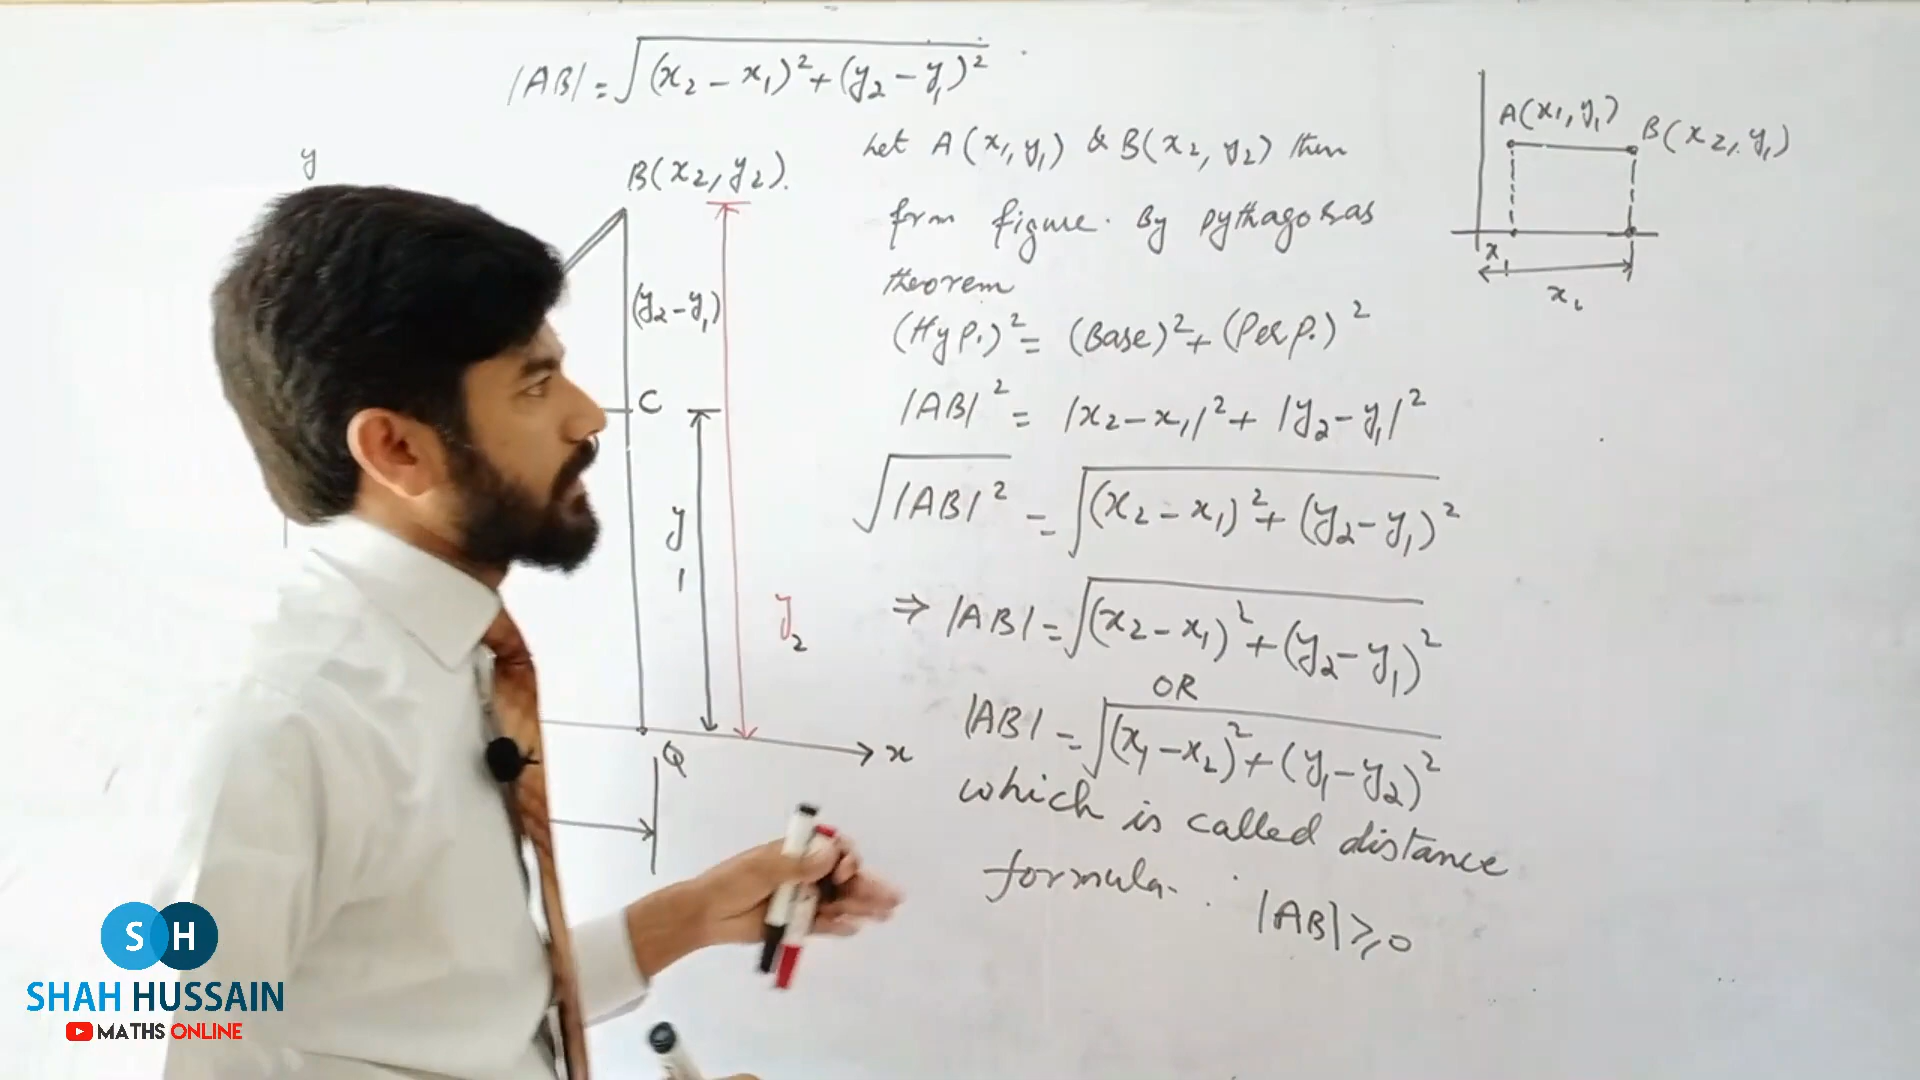 |AB| = √(x₂ - x₁)² + (y₂ - y₁)²
y
B(x₂, y₂).
(y₂ - y₁)
C
y₁
y₂
x
Q
Let A(x₁, y₁) & B(x₂, y₂) then
from figure. By pythagoras
theorem
(Hyp.)² = (Base)² + (Perp.)²
|AB|² = |x₂ - x₁|² + |y₂ - y₁|²
√|AB|² = √(x₂ - x₁)² + (y₂ - y₁)²
⇒ |AB| = √(x₂ - x₁)² + (y₂ - y₁)²
OR
|AB| = √(x₁ - x₂)² + (y₁ - y₂)²
which is called distance
formula. ∵ |AB| ≥ 0
A(x₁, y₁)
B(x₂, y₁)
x₁
x₂
SH
SHAH HUSSAIN
MATHS ONLINE